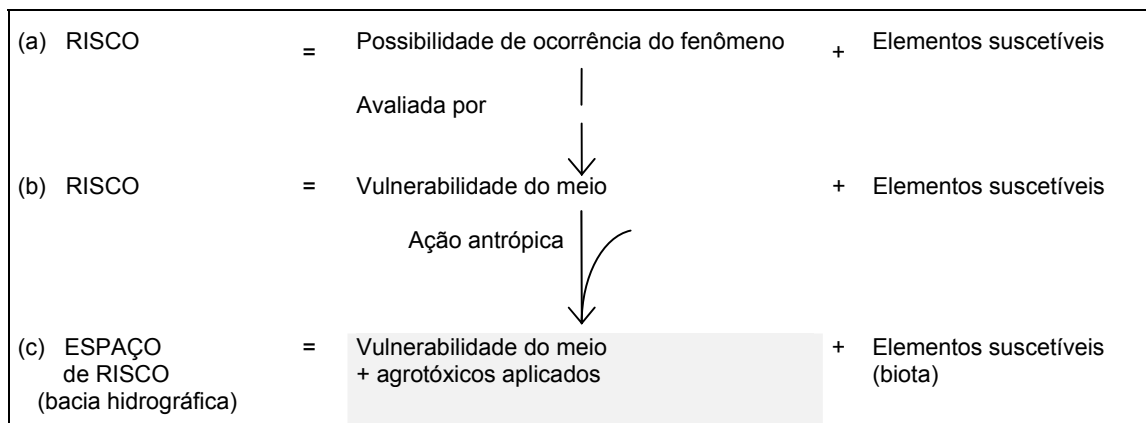 (a) RISCO = Possibilidade de ocorrência do fenômeno + Elementos suscetíveis
Avaliada por
(b) RISCO = Vulnerabilidade do meio + Elementos suscetíveis
Ação antrópica
(c) ESPAÇO = Vulnerabilidade do meio + Elementos suscetíveis
de RISCO + agrotóxicos aplicados (biota)
(bacia hidrográfica)